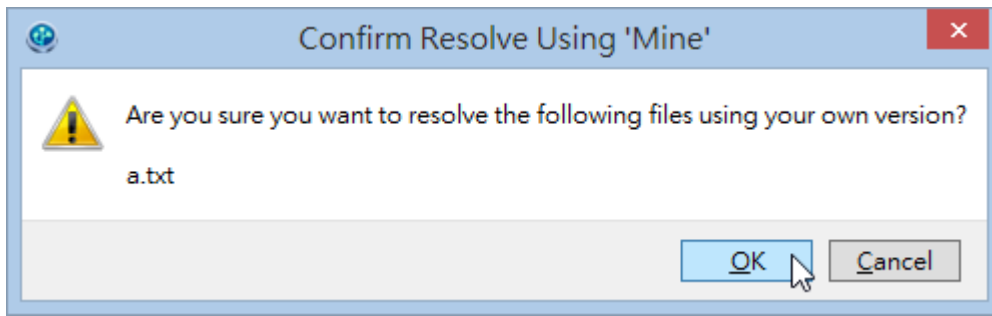 Confirm Resolve Using 'Mine'
Are you sure you want to resolve the following files using your own version?
a.txt
OK
Cancel